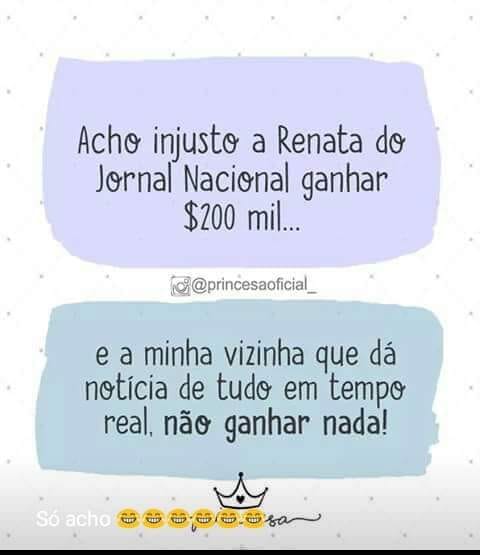 Acho injusto a Renata do
Jornal Nacional ganhar
$200 mil...
@princesaoficial_
e a minha vizinha que dá
notícia de tudo em tempo
real, não ganhar nada!
Só acho 😂😂😂😂😂😂